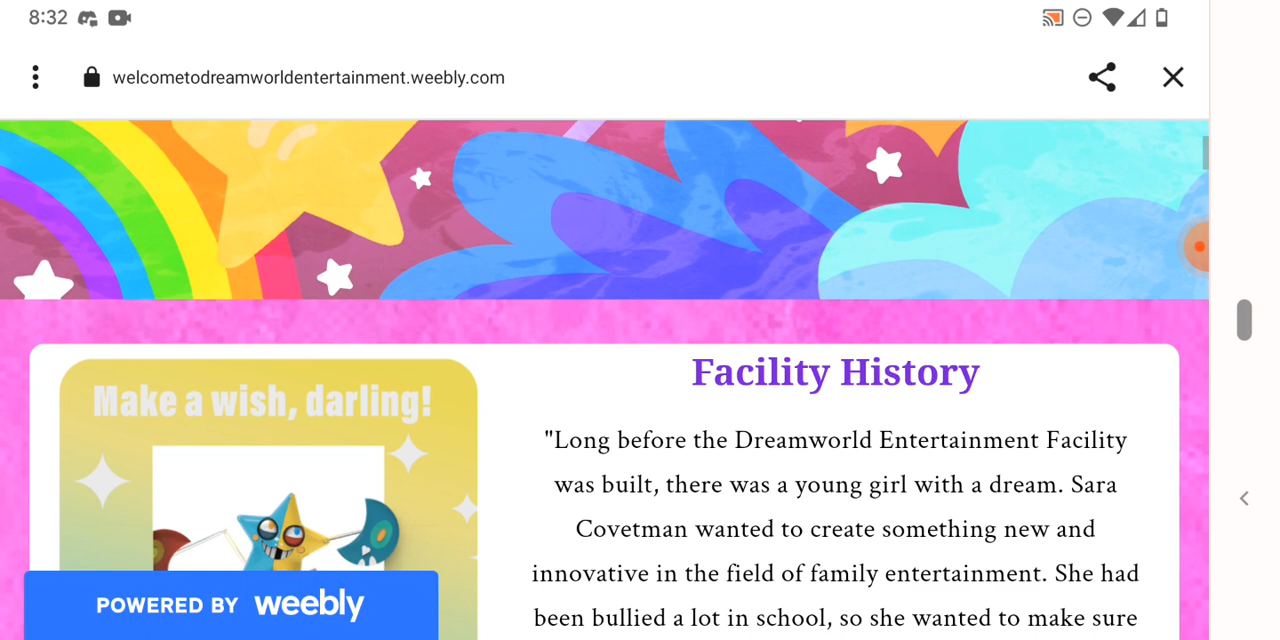 8:32
welcometodreamworldentertainment.weebly.com
Make a wish, darling!
Facility History
"Long before the Dreamworld Entertainment Facility
was built, there was a young girl with a dream. Sara
Covetman wanted to create something new and
innovative in the field of family entertainment. She had
been bullied a lot in school, so she wanted to make sure
POWERED BY weebly